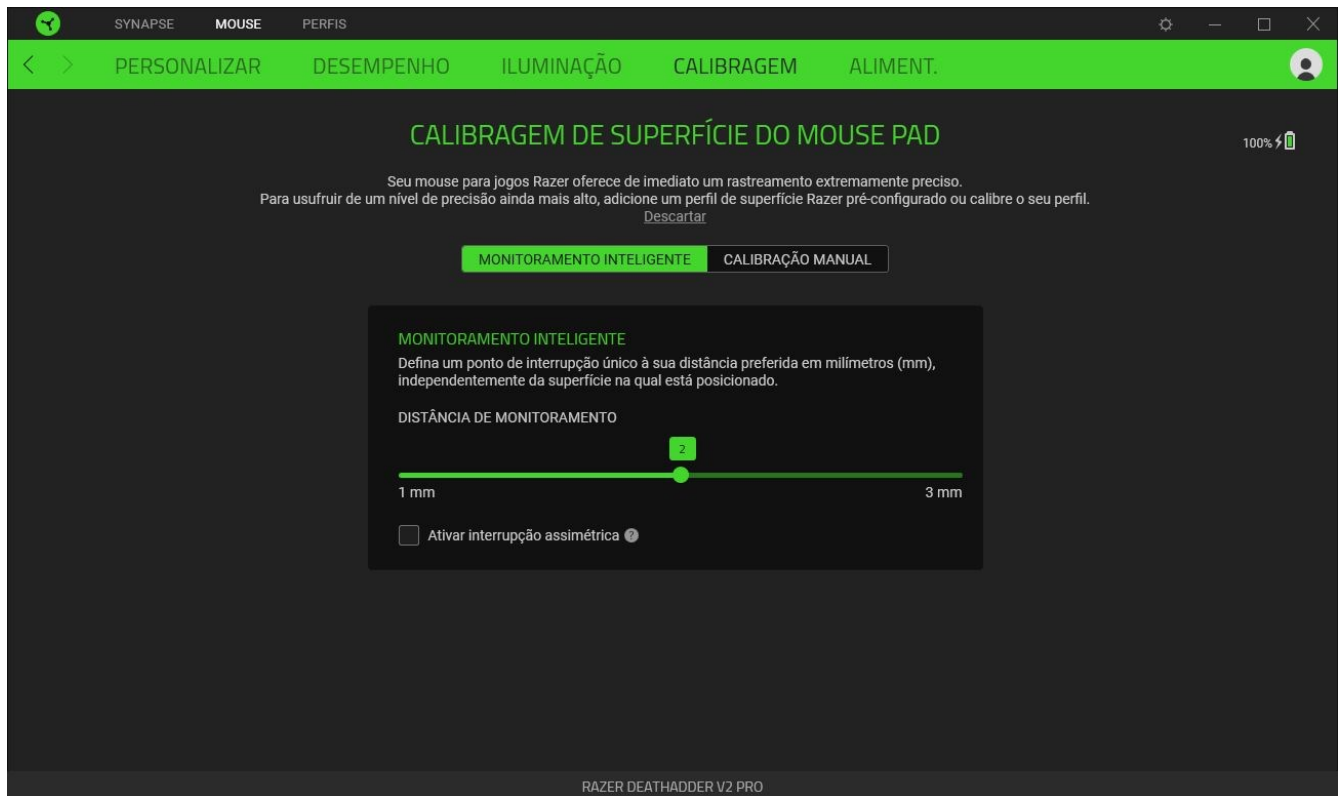 SYNAPSE MOUSE PERFIS
PERSONALIZAR DESEMPENHO ILUMINAÇÃO CALIBRAGEM ALIMENT.
CALIBRAGEM DE SUPERFÍCIE DO MOUSE PAD
100%
Seu mouse para jogos Razer oferece de imediato um rastreamento extremamente preciso.
Para usufruir de um nível de precisão ainda mais alto, adicione um perfil de superfície Razer pré-configurado ou calibre o seu perfil.
Descartar
MONITORAMENTO INTELIGENTE CALIBRAÇÃO MANUAL
MONITORAMENTO INTELIGENTE
Defina um ponto de interrupção único à sua distância preferida em milímetros (mm),
independentemente da superfície na qual está posicionado.
DISTÂNCIA DE MONITORAMENTO
2
1 mm 3 mm
Ativar interrupção assimétrica ?
RAZER DEATHADDER V2 PRO